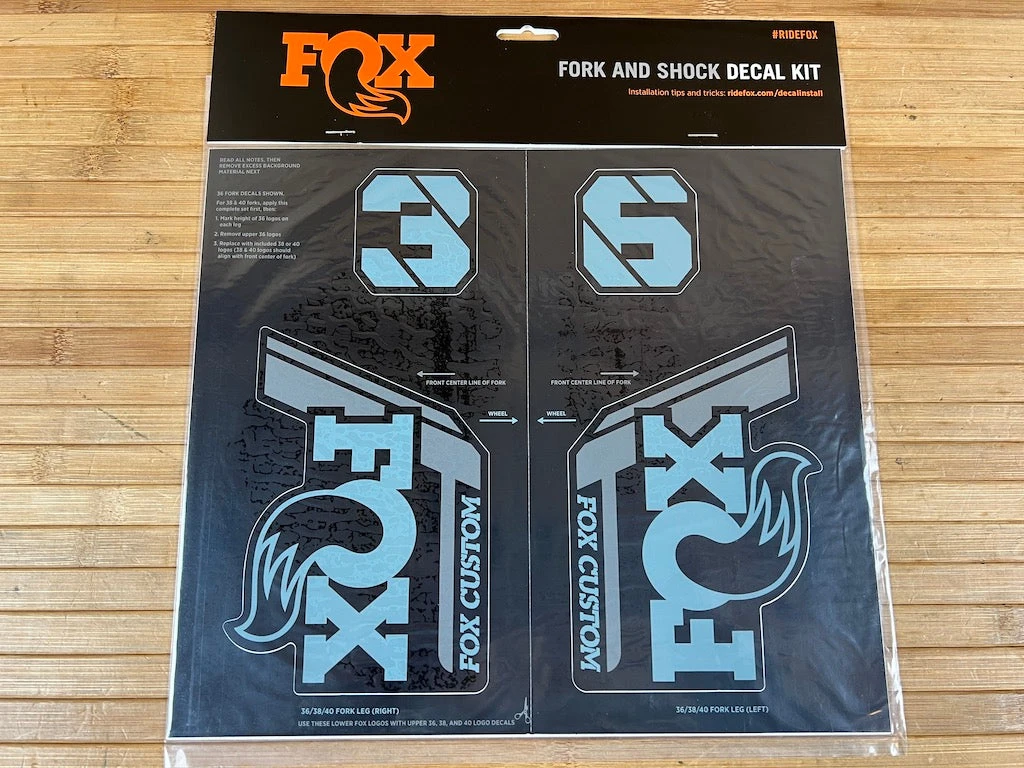 FOX
#RIDEFOX
FORK AND SHOCK DECAL KIT
Installation tips and tricks: ridefox.com/decalinstall
READ ALL NOTES, THEN
REMOVE EXCESS BACKGROUND
MATERIAL NEXT
36 FORK DECALS SHOWN.
For 38 & 40 forks, apply this
complete set first, then:
1. Mark height of 36 logos on
each leg
2. Remove upper 36 logos
3. Replace with included 38 or 40
logos (38 & 40 logos should
align with front center of fork)
3
6
FRONT CENTER LINE OF FORK
FRONT CENTER LINE OF FORK
WHEEL
WHEEL
FOX
FOX CUSTOM
FOX CUSTOM
FOX
36/38/40 FORK LEG (RIGHT)
USE THESE LOWER FOX LOGOS WITH UPPER 36, 38, AND 40 LOGO DECALS
36/38/40 FORK LEG (LEFT)